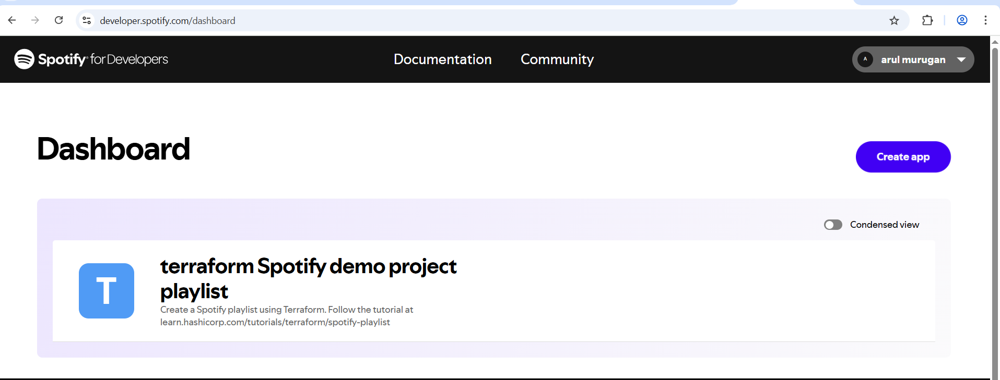 developer.spotify.com/dashboard
Spotify® for Developers
Documentation
Community
A
arul murugan
Dashboard
Create app
Condensed view
T
terraform Spotify demo project
playlist
Create a Spotify playlist using Terraform. Follow the tutorial at
learn.hashicorp.com/tutorials/terraform/spotify-playlist